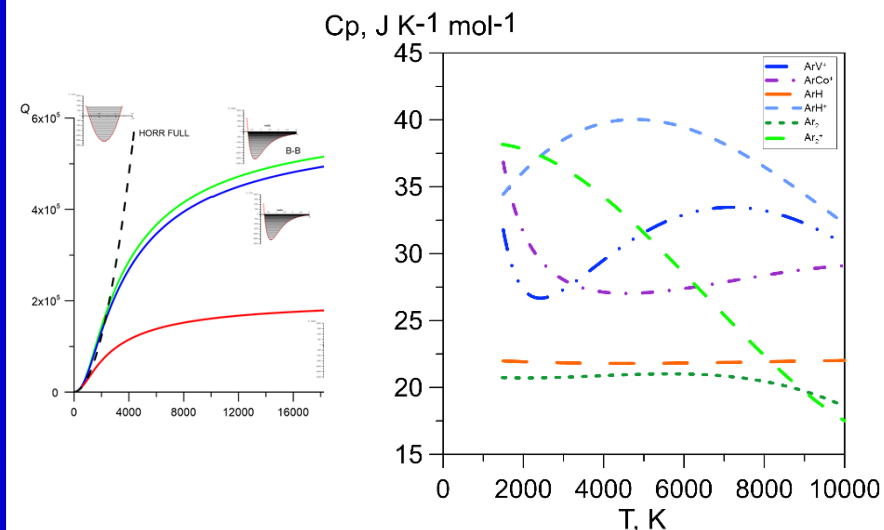 Cp, J K-1 mol-1
Q
6x10⁵
4x10⁵
2x10⁵
0
0 4000 8000 12000 16000
HORR FULL
B-B
45
40
35
30
25
20
15
0 2000 4000 6000 8000 10000
T, K
ArV⁺
ArCo⁺
ArH
ArH⁺
Ar₂
Ar₂⁺